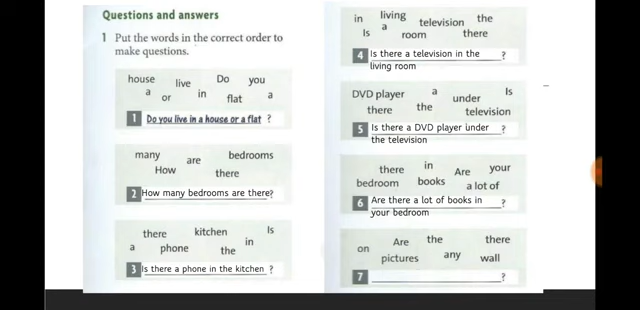 Questions and answers
1 Put the words in the correct order to
make questions.
house live Do you
a or in flat a
1 Do you live in a house or a flat ?
many are bedrooms
How there
2 How many bedrooms are there?
there kitchen Is
a phone the in
3 Is there a phone in the kitchen ?
in living television the
Is a room there
4 Is there a television in the ?
living room
DVD player a under Is
there the television
5 Is there a DVD player under ?
the television
there in Are your
bedroom books a lot of
6 Are there a lot of books in ?
your bedroom
on Are the there
pictures any wall
7 ?